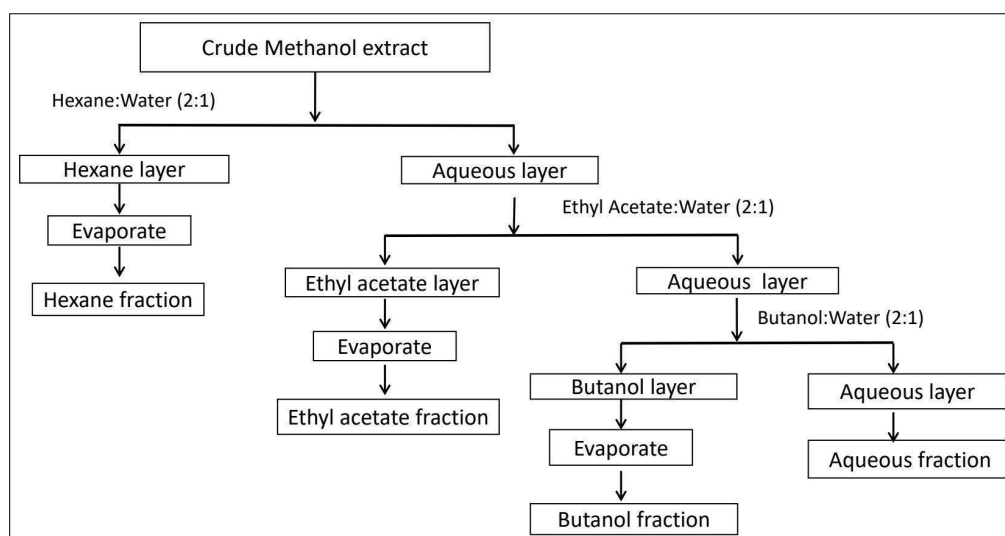 Crude Methanol extract
Hexane:Water (2:1)
Hexane layer
Aqueous layer
Ethyl Acetate:Water (2:1)
Evaporate
Ethyl acetate layer
Aqueous layer
Hexane fraction
Butanol:Water (2:1)
Evaporate
Butanol layer
Aqueous layer
Ethyl acetate fraction
Evaporate
Aqueous fraction
Butanol fraction